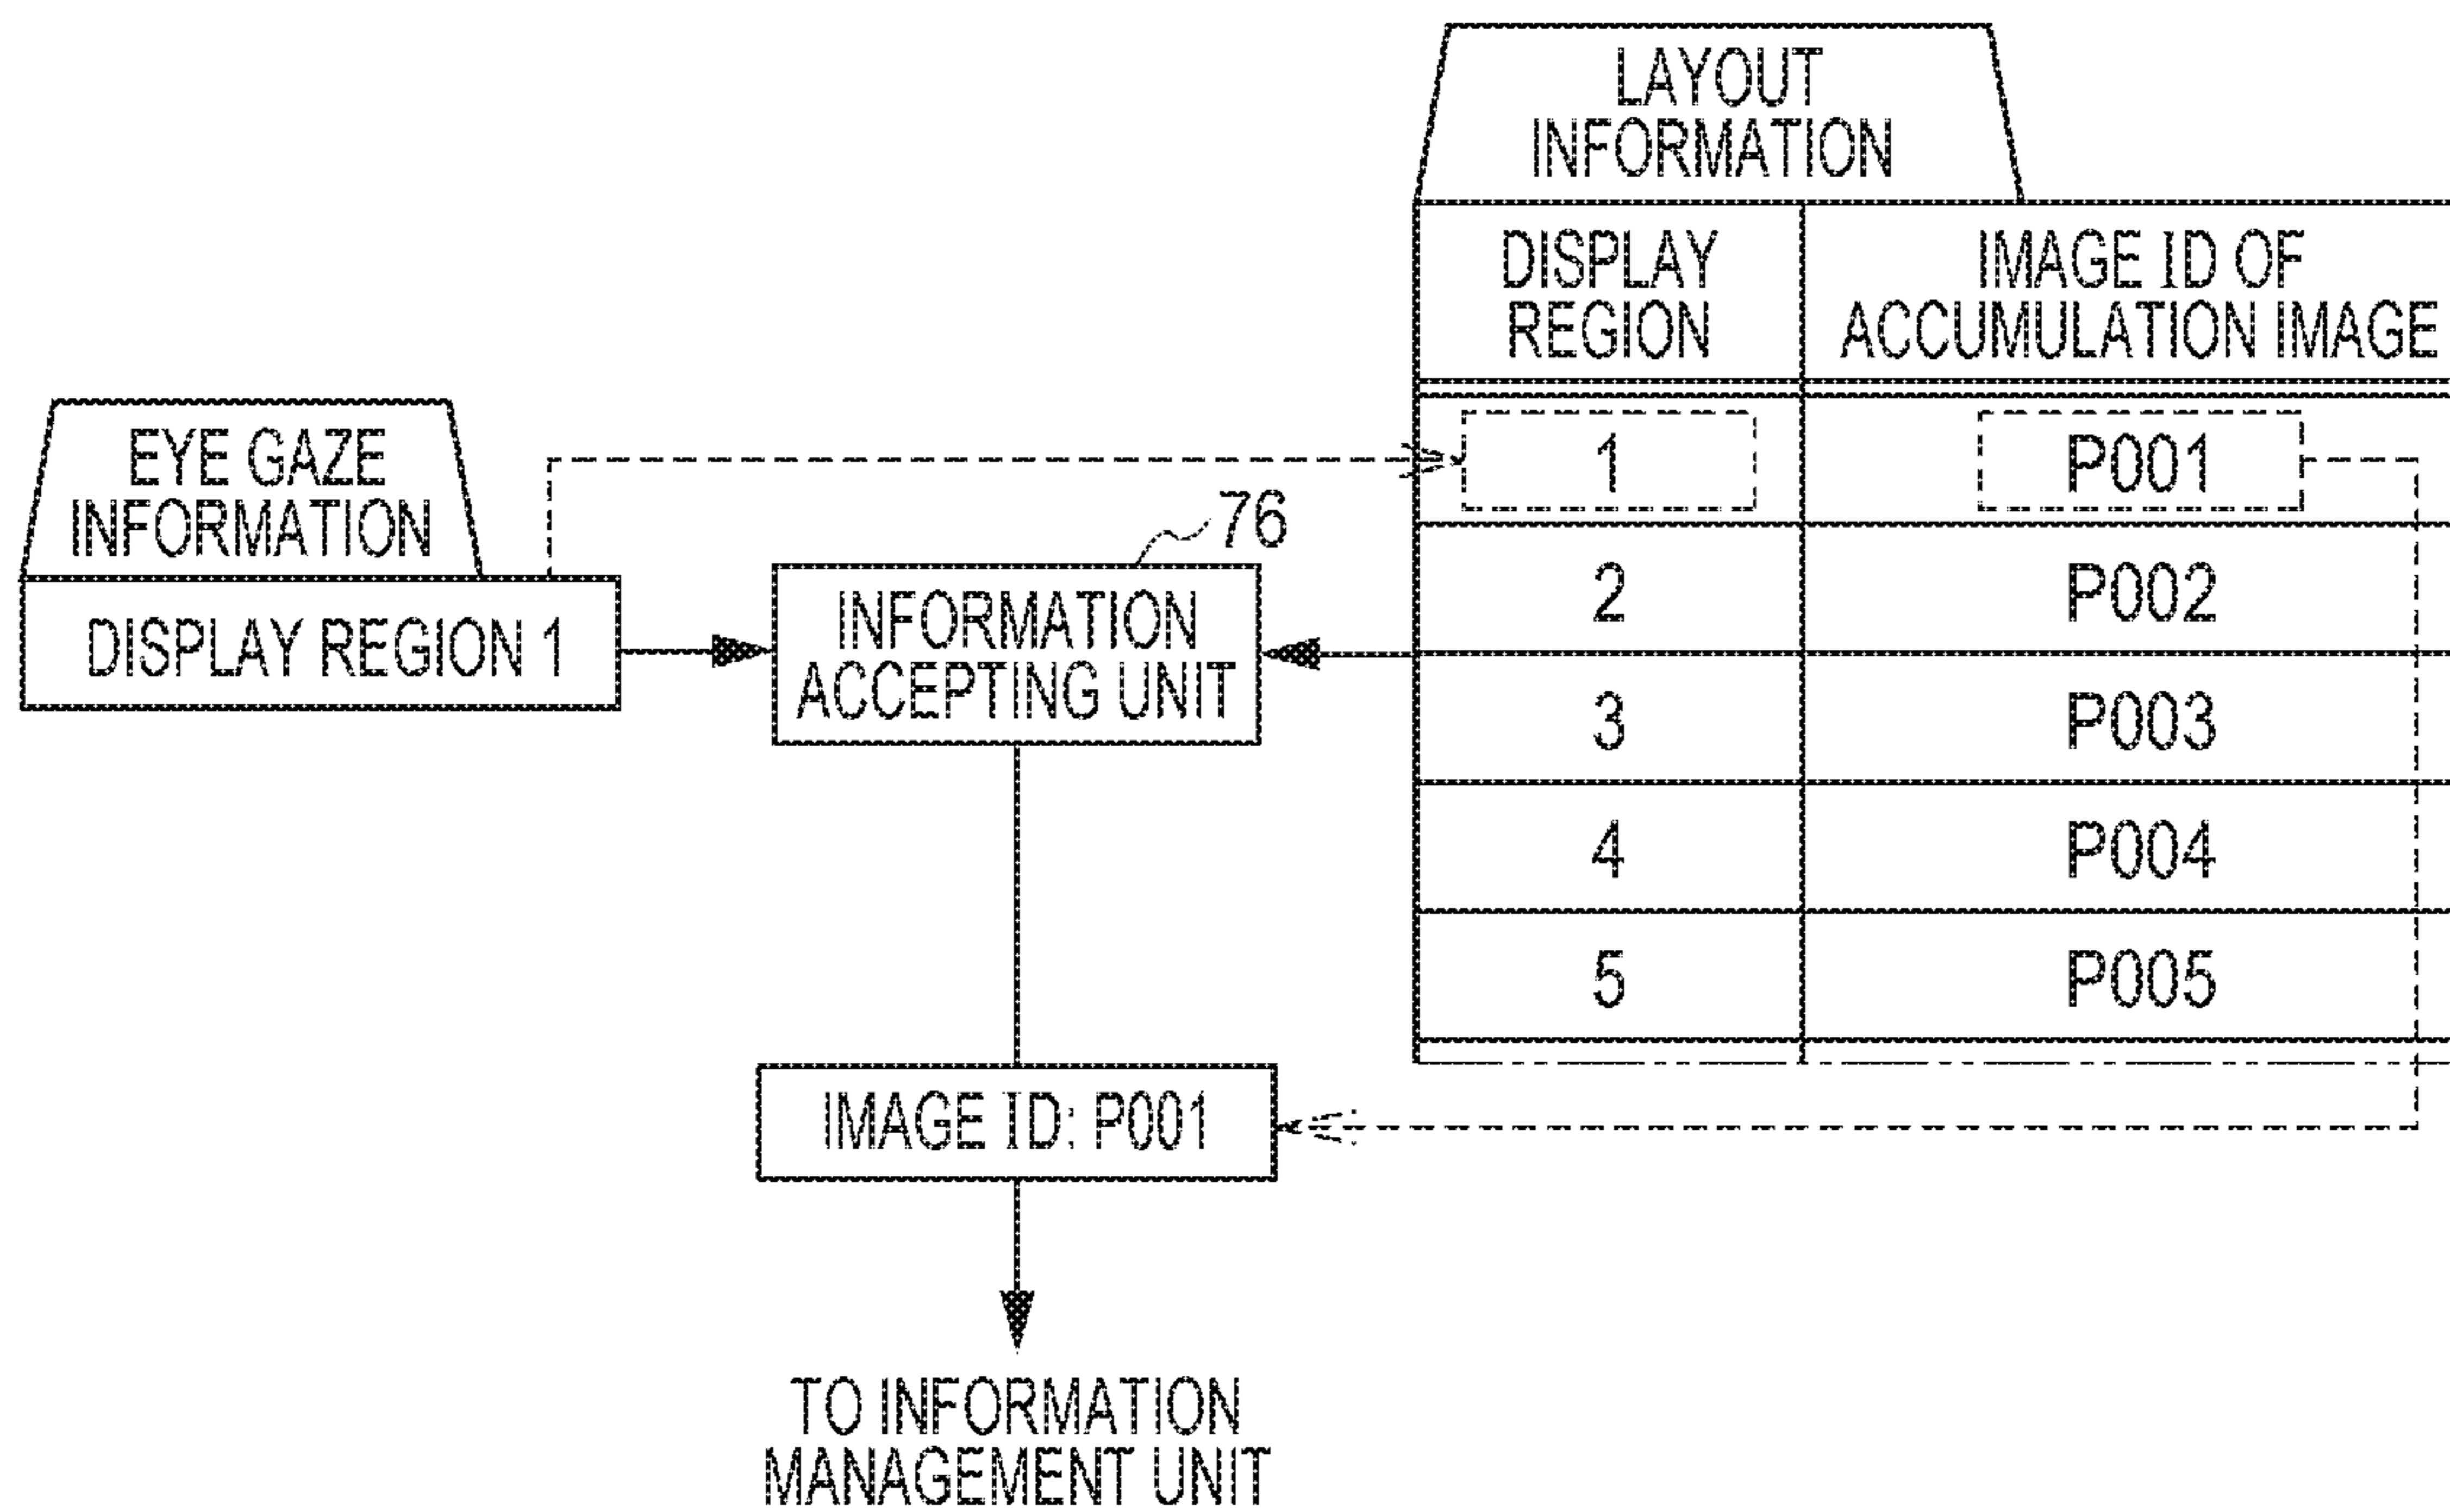 LAYOUT
INFORMATION
DISPLAY
REGION
IMAGE ID OF
ACCUMULATION IMAGE
1
P001
2
P002
3
P003
4
P004
5
P005
EYE GAZE
INFORMATION
DISPLAY REGION 1
76
INFORMATION
ACCEPTING UNIT
IMAGE ID: P001
TO INFORMATION
MANAGEMENT UNIT